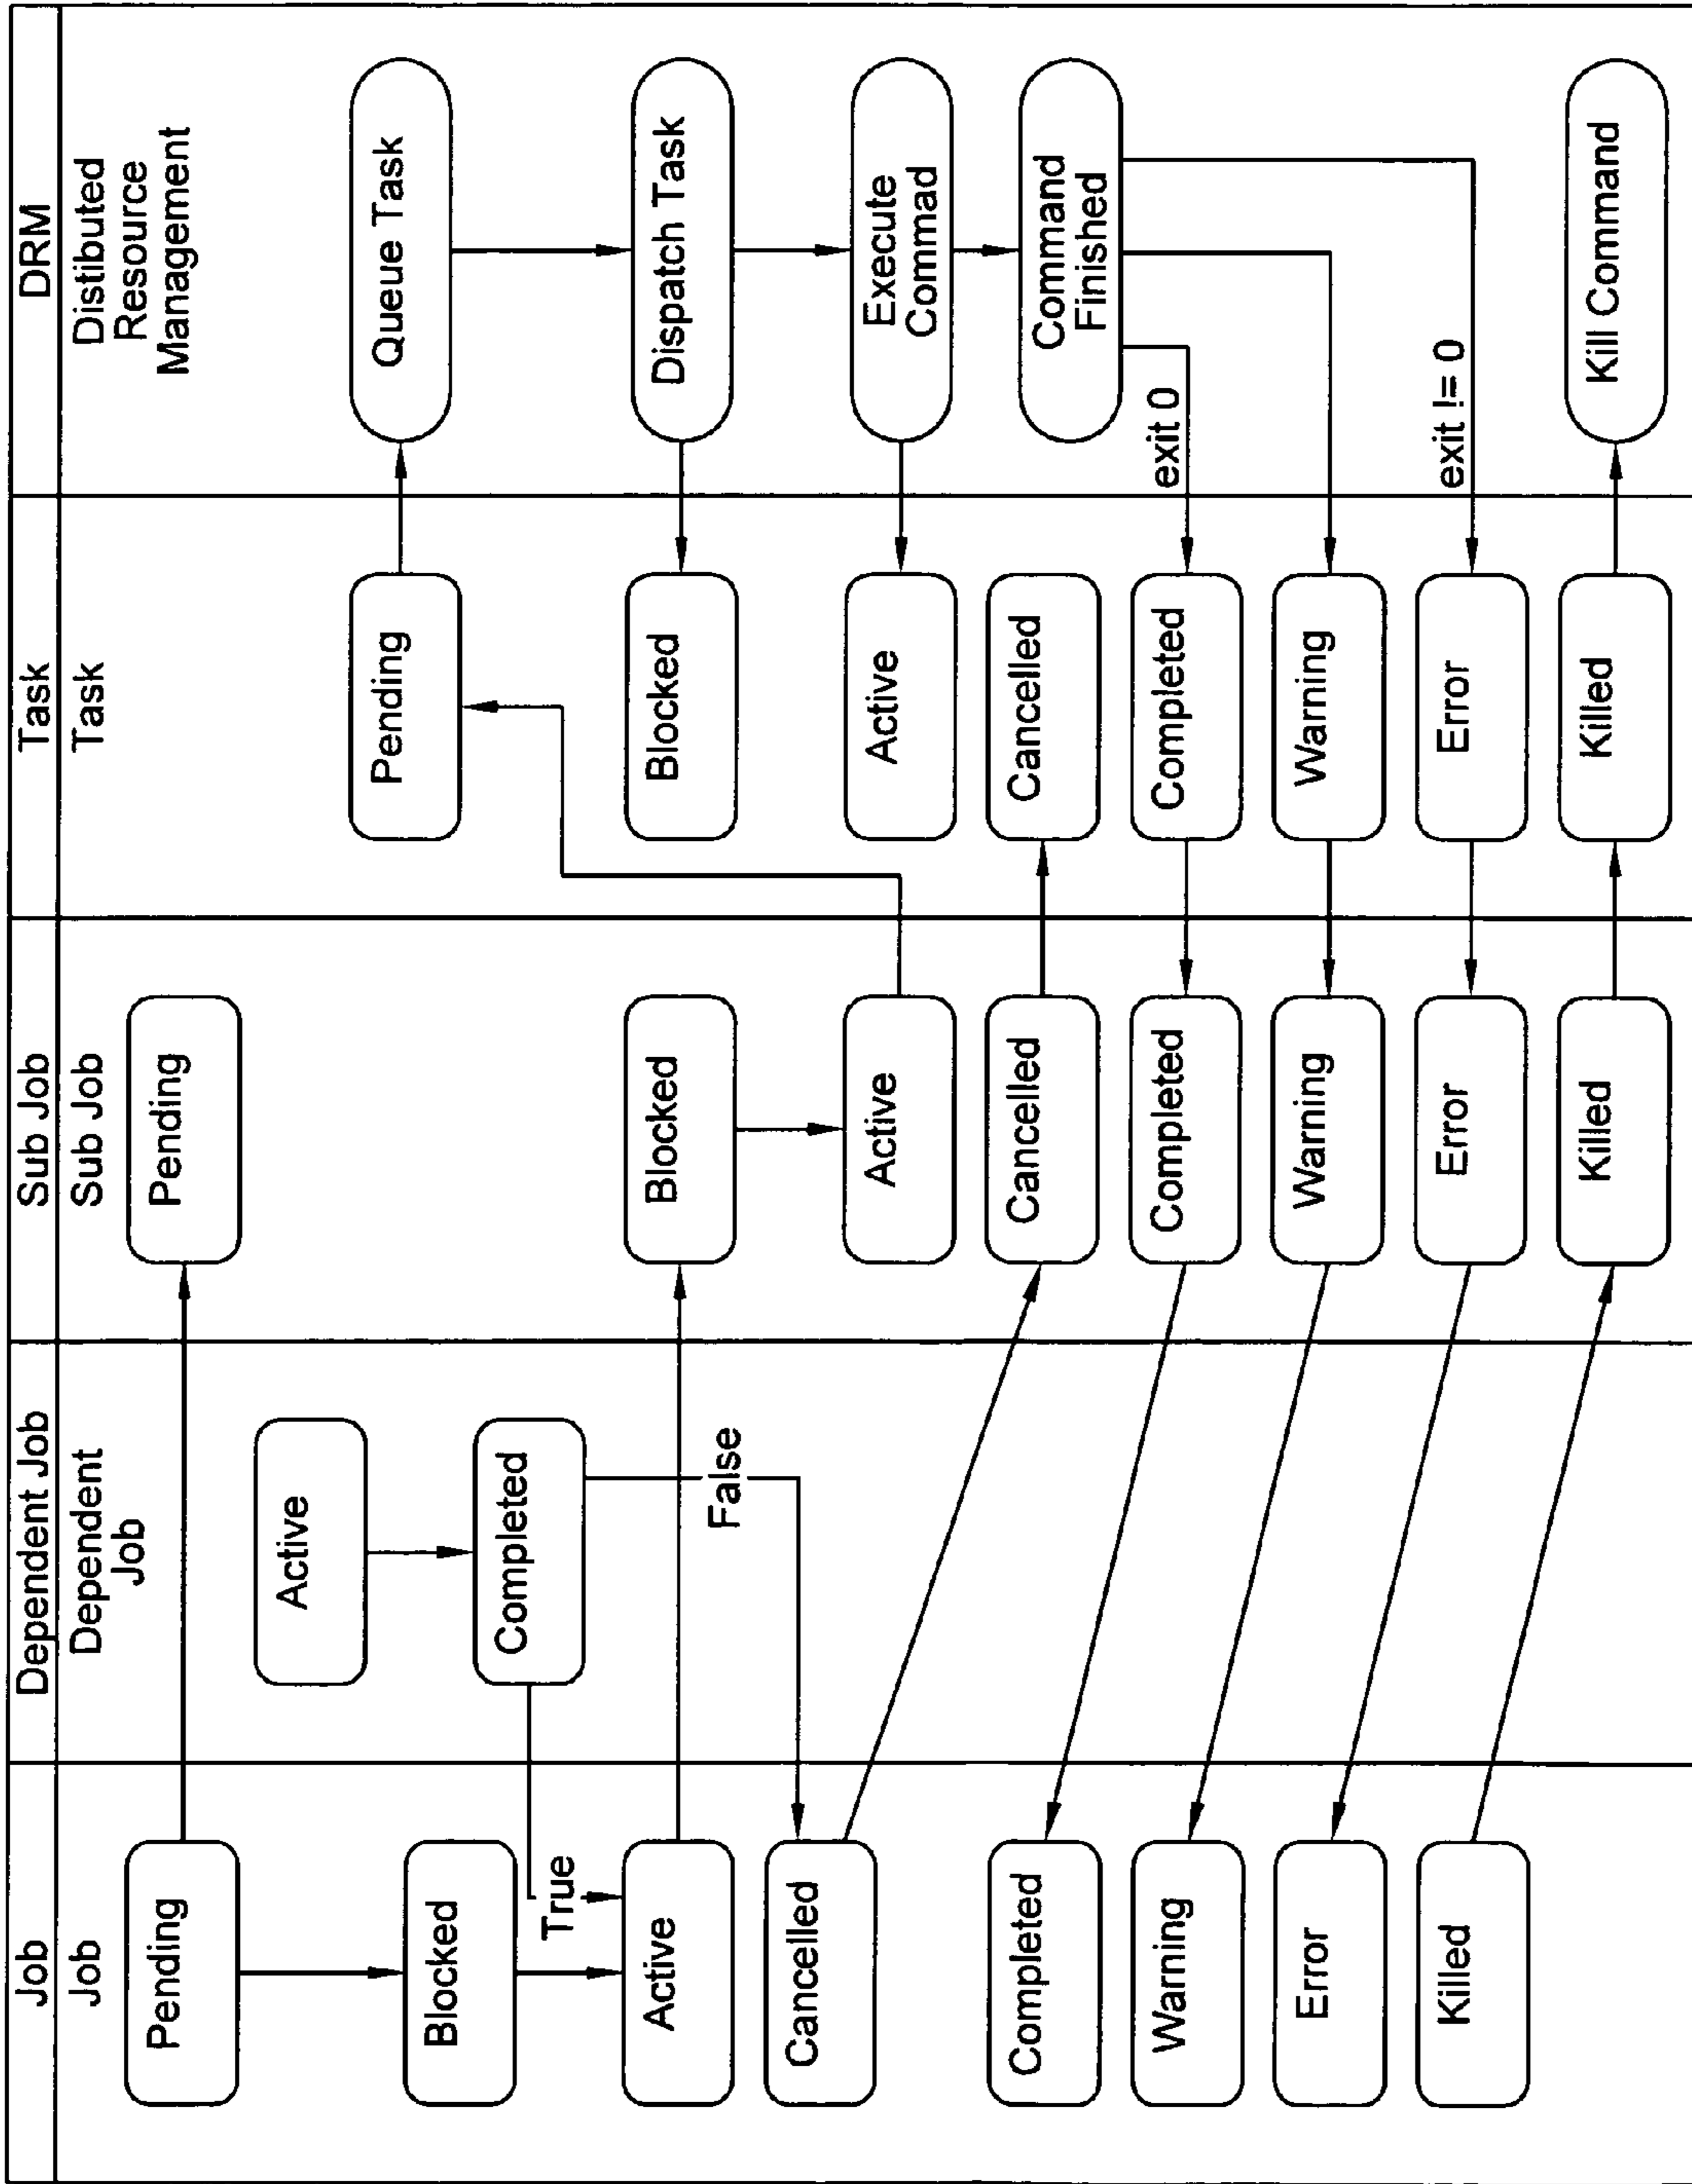 Job
Dependent Job
Sub Job
Task
DRM
Job
Dependent
Job
Sub Job
Task
Distibuted
Resource
Management
Pending
Blocked
True
Active
Cancelled
Completed
Warning
Error
Killed
Active
Completed
False
Pending
Blocked
Active
Cancelled
Completed
Warning
Error
Killed
Pending
Blocked
Active
Cancelled
Completed
Warning
Error
Killed
Queue Task
Dispatch Task
Execute
Commad
Command
Finished
exit 0
exit != 0
Kill Command